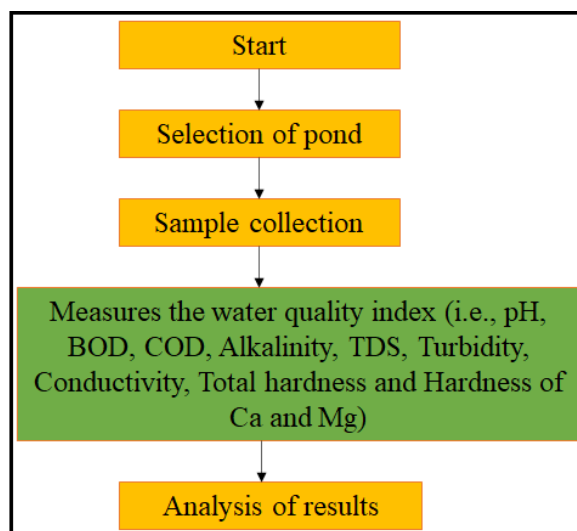 Start
Selection of pond
Sample collection
Measures the water quality index (i.e., pH,
BOD, COD, Alkalinity, TDS, Turbidity,
Conductivity, Total hardness and Hardness of
Ca and Mg)
Analysis of results